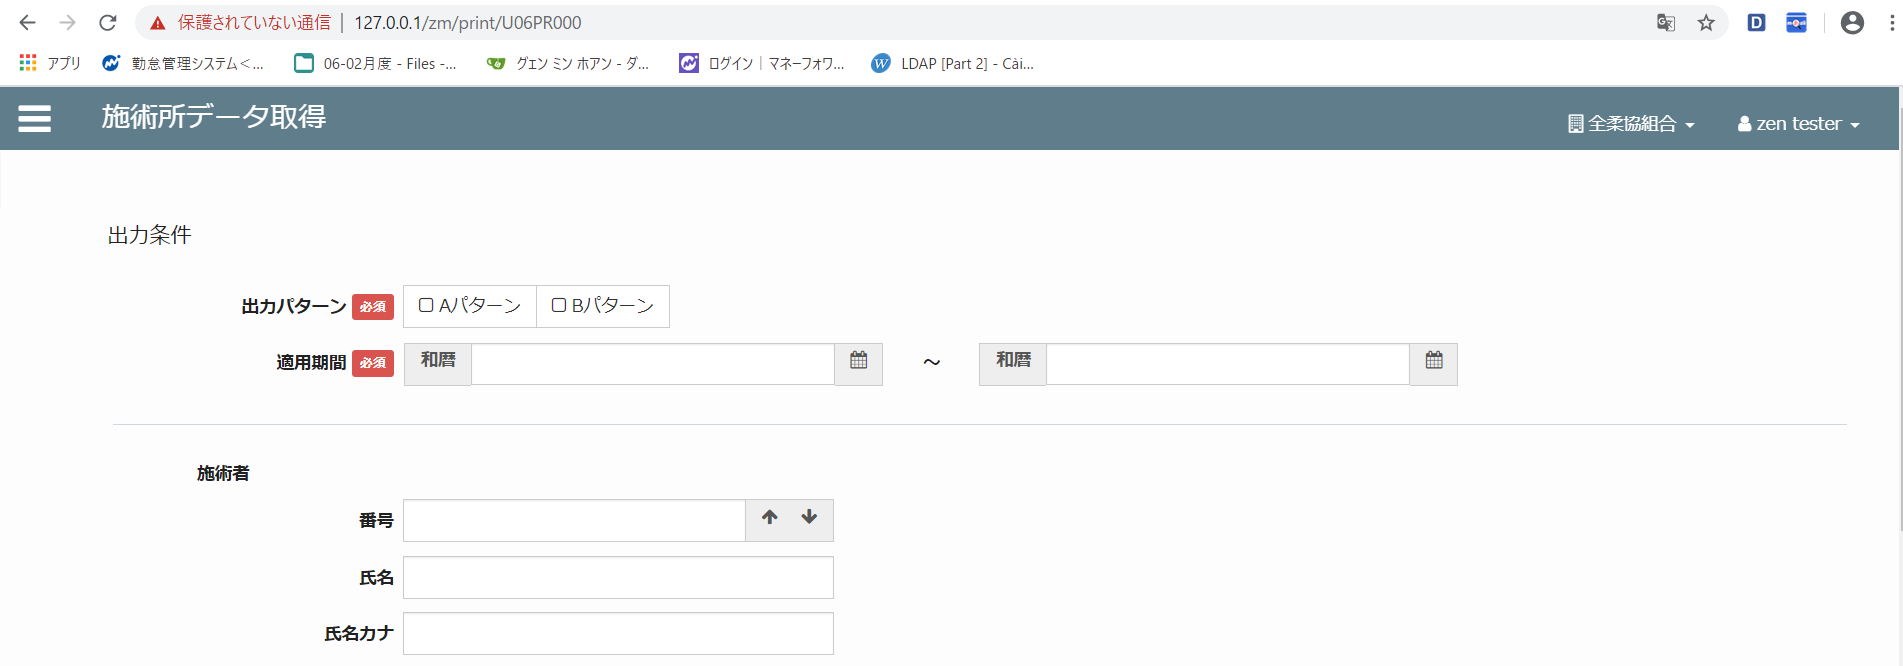 保護されていない通信 | 127.0.0.1/zm/print/U06PR000
アプリ 勤怠管理システム<... 06-02月度 - Files -... グエン ミン ホアン - ダ... ログイン｜マネーフォワ... LDAP [Part 2] - Cài...
施術所データ取得 全柔協組合 zen tester
出力条件
出力パターン 必須 Aパターン Bパターン
適用期間 必須 和暦 ～ 和暦
施術者
番号
氏名
氏名カナ